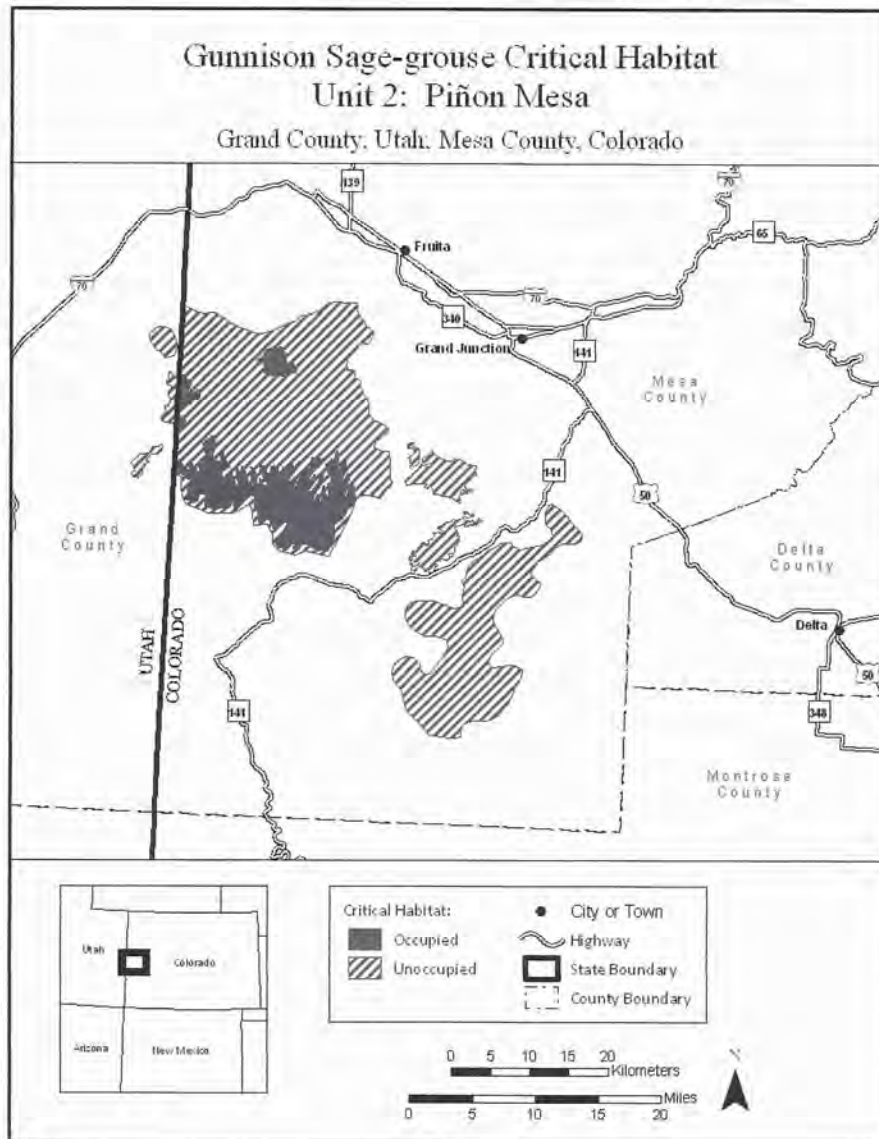 Gunnison Sage-grouse Critical Habitat
Unit 2: Piñon Mesa
Grand County, Utah, Mesa County, Colorado
139
70
65
Fruita
70
70
340
Grand Junction
141
Mesa
County
141
50
Grand
County
Delta
County
UTAH
COLORADO
Delta
50
141
348
Montrose
County
Utah
Colorado
Arizona
New Mexico
Critical Habitat:
Occupied
Unoccupied
City or Town
Highway
State Boundary
County Boundary
0 5 10 15 20
Kilometers
Miles
0 5 10 15 20
N